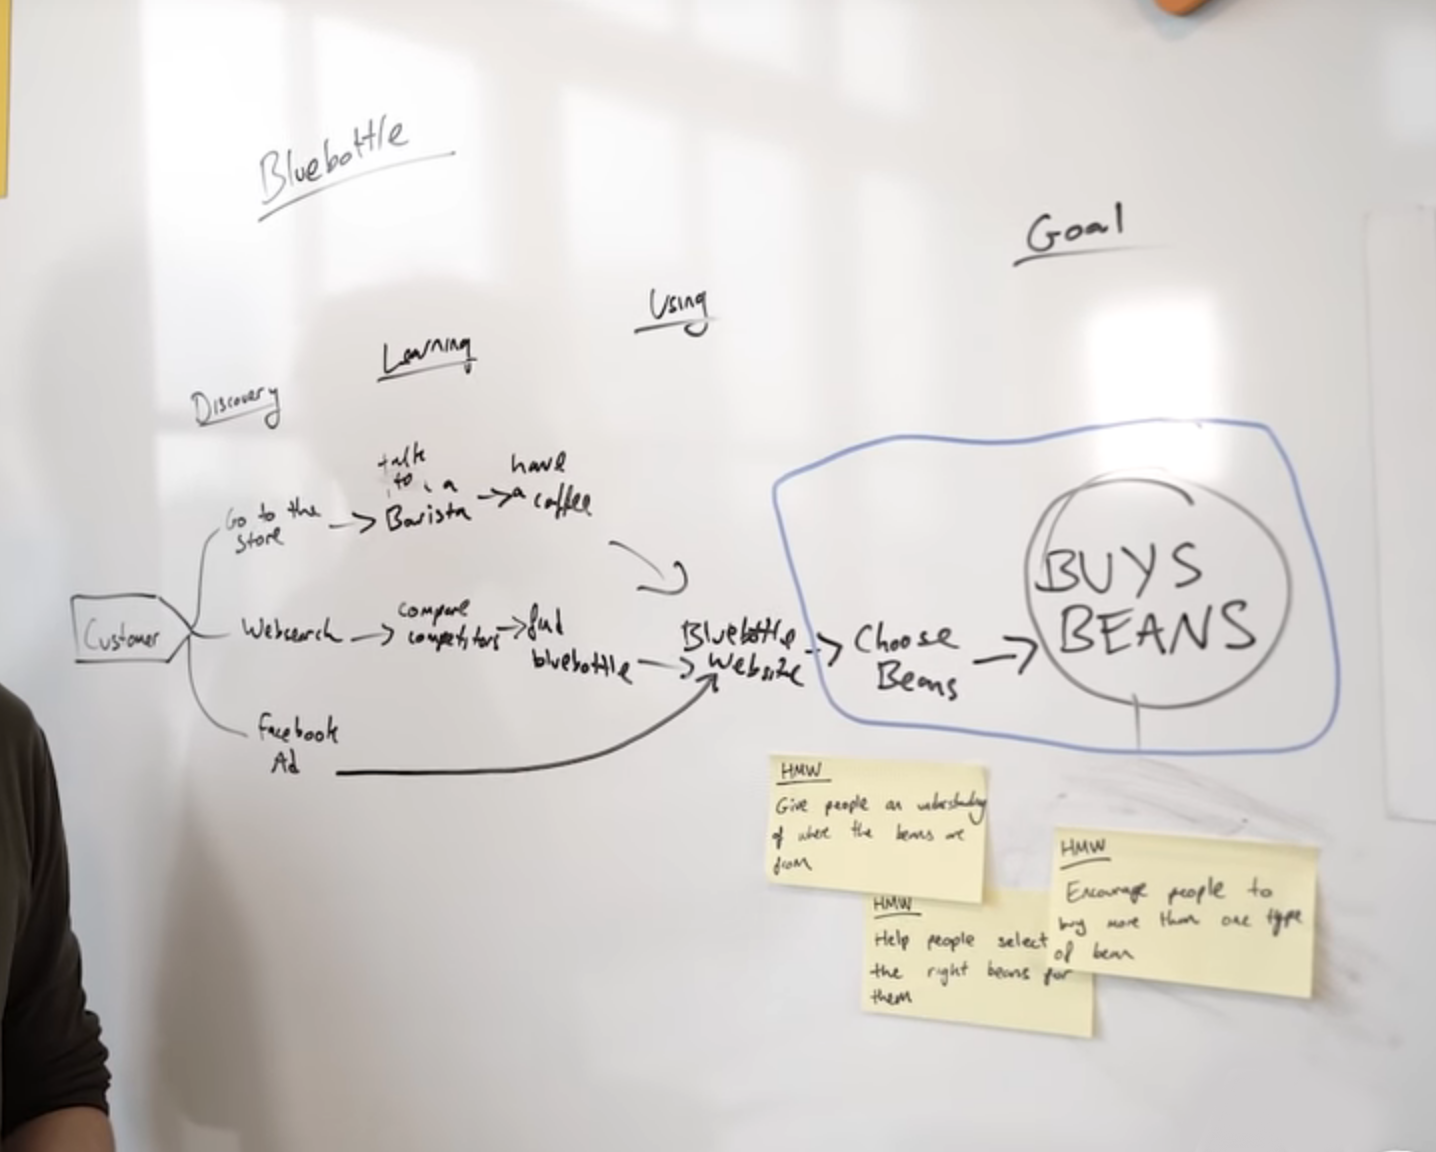 Bluebottle
Goal
Using
Learning
Discovery
Customer
Go to the
Store
talk
to a
Barista
have
a coffee
Websearch
compare
competitors
find
bluebottle
Facebook
Ad
Bluebottle
Website
Choose
Beans
BUYS
BEANS
HMW
Give people an understanding
of where the beans are
from
HMW
Help people select
the right beans for
them
HMW
Encourage people to
buy more than one type
of bean